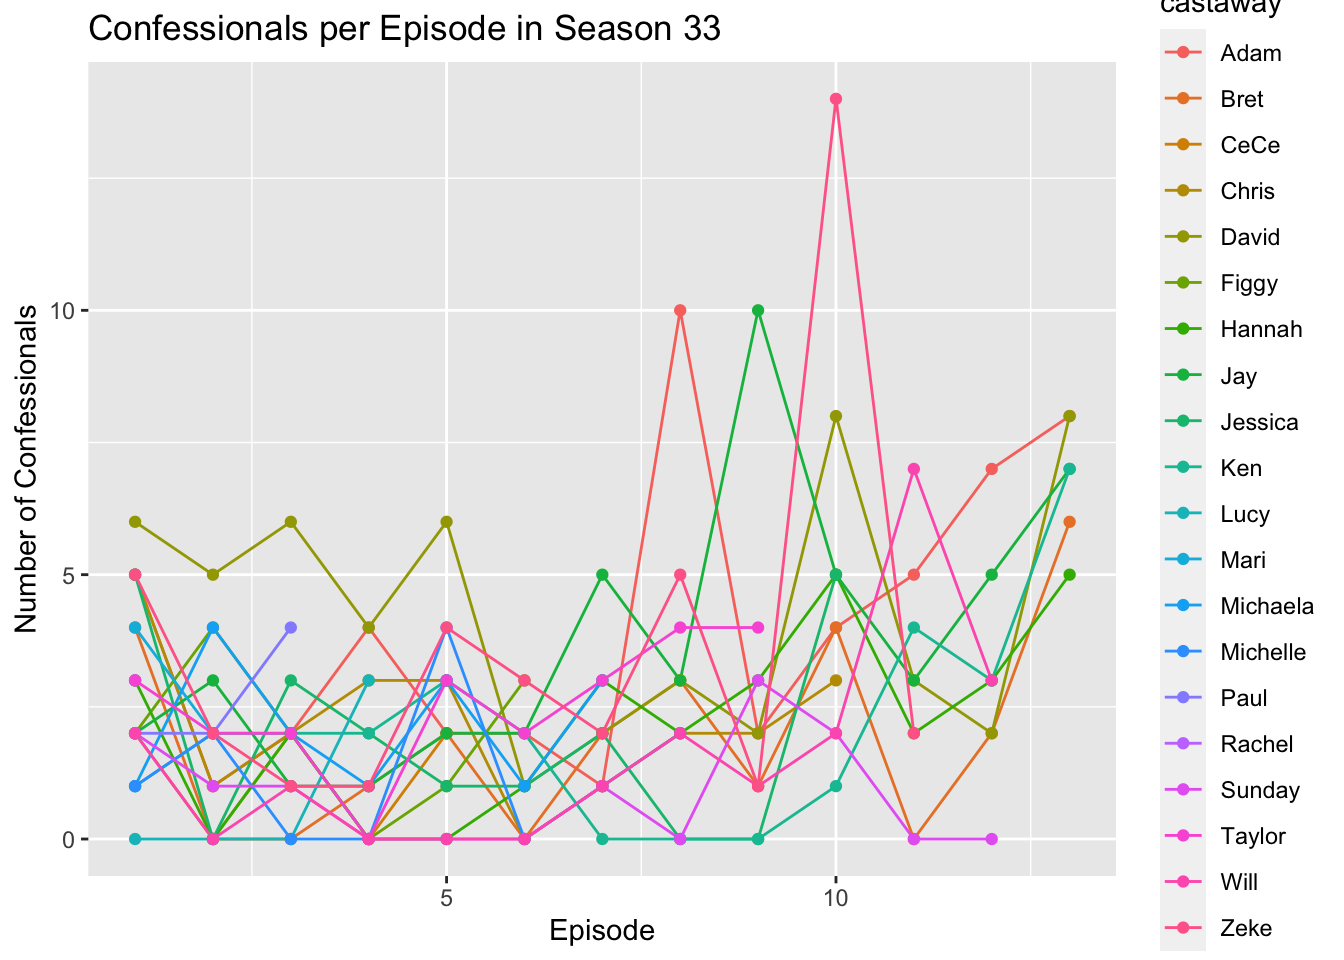 Confessionals per Episode in Season 33
castaway
Adam
Bret
CeCe
Chris
David
Figgy
Hannah
Jay
Jessica
Ken
Lucy
Mari
Michaela
Michelle
Paul
Rachel
Sunday
Taylor
Will
Zeke
Number of Confessionals
10
5
0
5
10
Episode